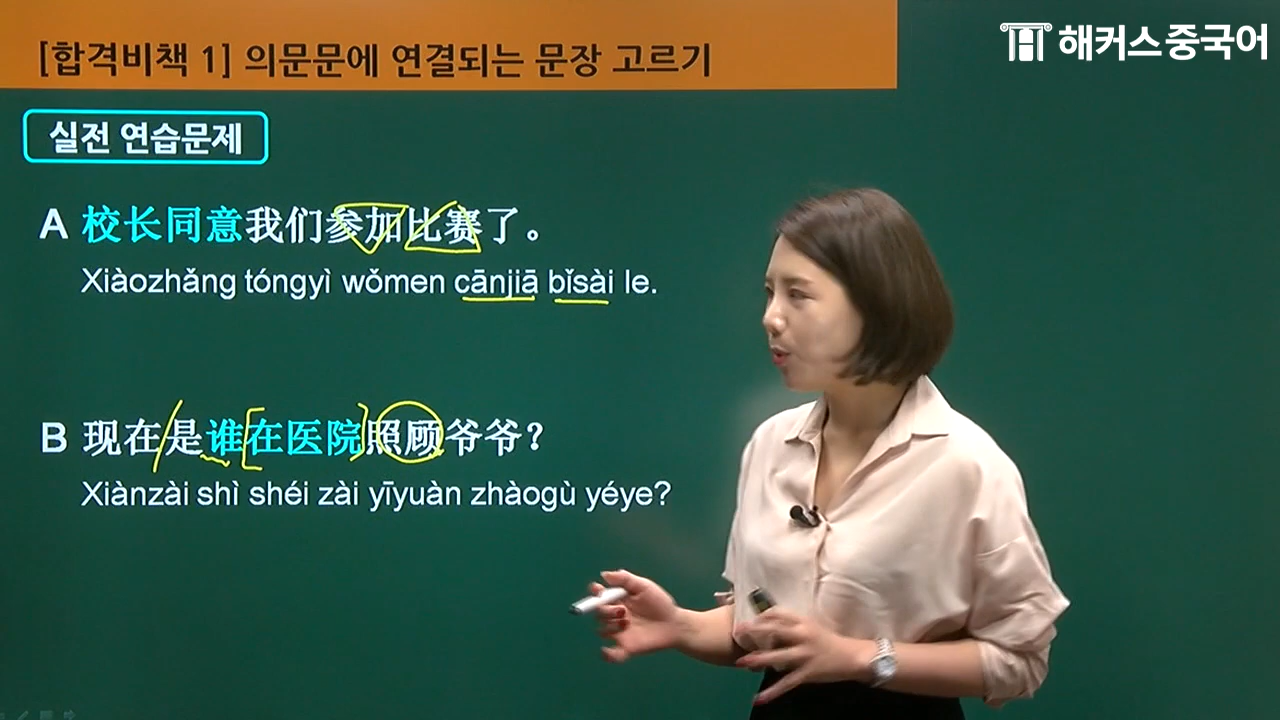 [합격비책 1] 의문문에 연결되는 문장 고르기
해커스중국어
실전 연습문제
A 校长同意我们参加比赛了。
Xiàozhǎng tóngyì wǒmen cānjiā bǐsài le.
B 现在是谁在医院照顾爷爷?
Xiànzài shì shéi zài yīyuàn zhàogù yéye?